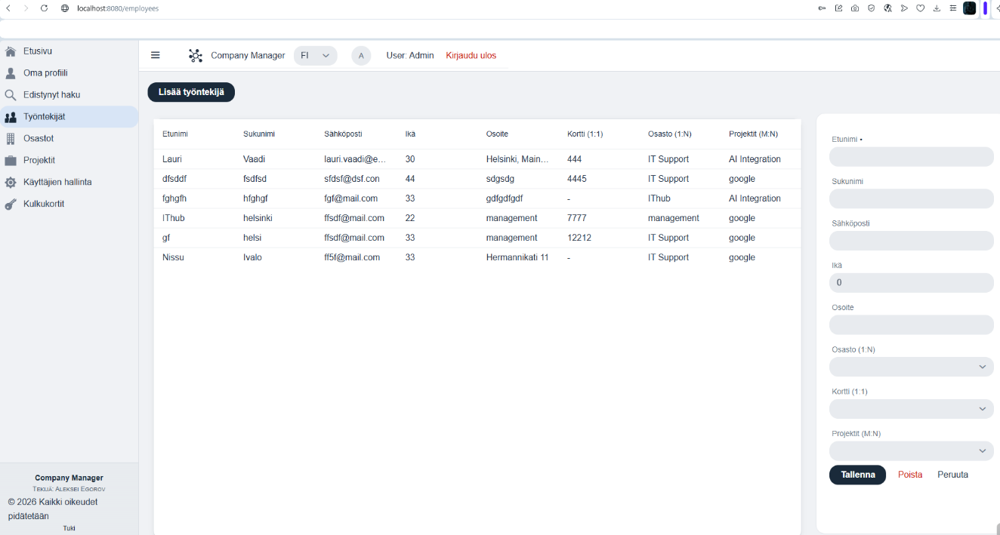 localhost:8080/employees
Etusivu
Oma profiili
Edistynyt haku
Työntekijät
Osastot
Projektit
Käyttäjien hallinta
Kulkukortit
Company Manager
TEKIJÄ: ALEKSEI EGOROV
© 2026 Kaikki oikeudet
pidätetään
Tuki
Company Manager FI A User: Admin Kirjaudu ulos
Lisää työntekijä
Etunimi Sukunimi Sähköposti Ikä Osoite Kortti (1:1) Osasto (1:N) Projektit (M:N)
Lauri Vaadi lauri.vaadi@e... 30 Helsinki, Main... 444 IT Support AI Integration
dfsddf fsdfsd sfdsf@dsf.con 44 sdgsdg 4445 IT Support google
fghgfh hfghgf fgf@mail.com 33 gdfgdfgdf - IThub AI Integration
IThub helsinki ffsdf@mail.com 22 management 7777 management google
gf helsi ffsdf@mail.com 33 management 12212 IT Support google
Nissu Ivalo ff5f@mail.com 33 Hermannikati 11 - IT Support google
Etunimi •
Sukunimi
Sähköposti
Ikä
0
Osoite
Osasto (1:N)
Kortti (1:1)
Projektit (M:N)
Tallenna Poista Peruuta